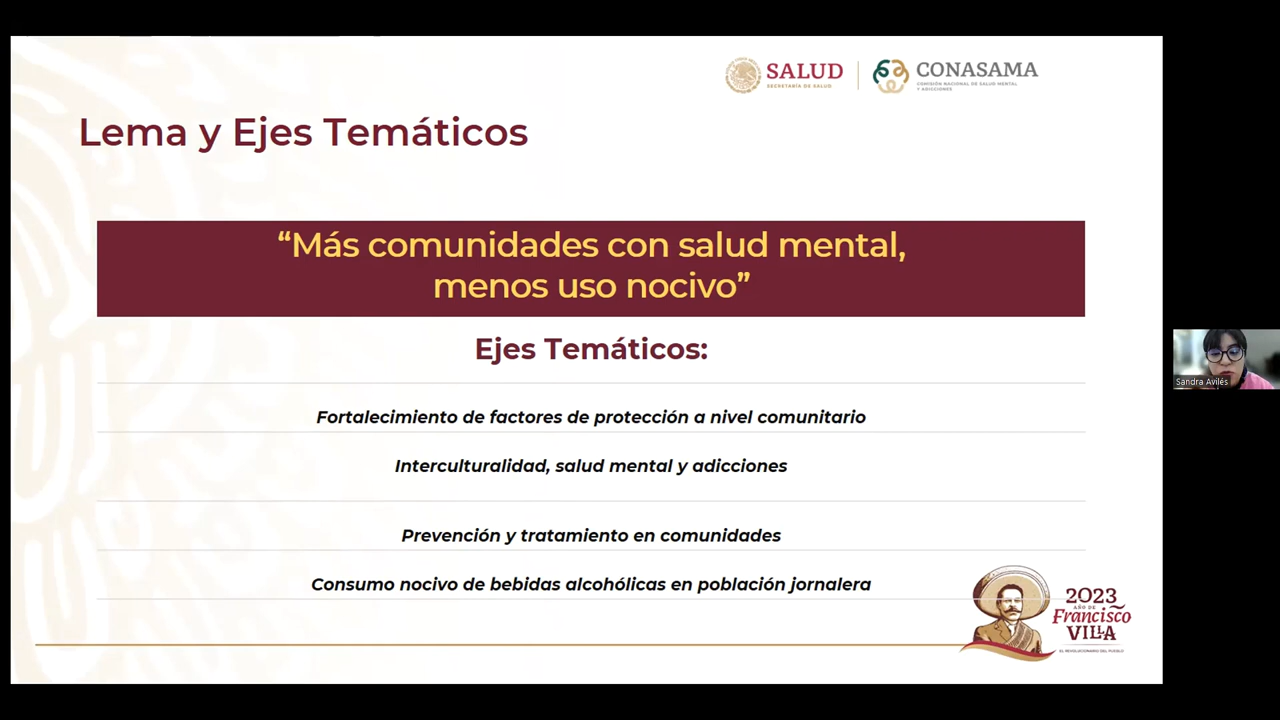 SALUD
SECRETARÍA DE SALUD
CONASAMA
COMISIÓN NACIONAL DE SALUD MENTAL
Y ADICCIONES
Lema y Ejes Temáticos
“Más comunidades con salud mental,
menos uso nocivo”
Ejes Temáticos:
Fortalecimiento de factores de protección a nivel comunitario
Interculturalidad, salud mental y adicciones
Prevención y tratamiento en comunidades
Consumo nocivo de bebidas alcohólicas en población jornalera
2023
AÑO DE
Francisco
VILLA
EL REVOLUCIONARIO DEL PUEBLO
Sandra Avilés